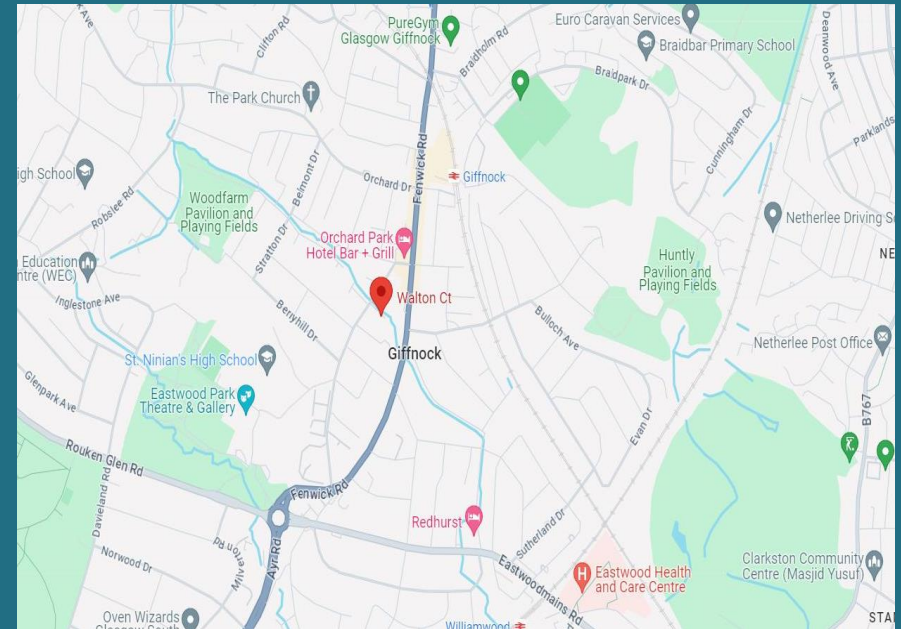 PureGym
Glasgow Giffnock
Euro Caravan Services
Braidbar Primary School
Clifton Rd
Braidholm Rd
Braidpark Dr
Deanwood Ave
k Ave
The Park Church
Cunningham Dr
Parklands
Fenwick Rd
igh School
Belmont Dr
Orchard Dr
Giffnock
Robslee Rd
Woodfarm
Pavilion and
Playing Fields
Netherlee Driving S
Stratton Dr
Orchard Park
Hotel Bar + Grill
Huntly
Pavilion and
Playing Fields
NE
Education
ntre (WEC)
Inglestone Ave
Walton Ct
Berryhill Dr
Bulloch Ave
Netherlee Post Office
St. Ninian's High School
Giffnock
Glenpark Ave
Eastwood Park
Theatre & Gallery
B767
Evan Dr
Rouken Glen Rd
Davieland Rd
Fenwick Rd
Redhurst
Sutherland Dr
Norwood Dr
Milverton Rd
Ayr Rd
Eastwoodmains Rd
Eastwood Health
and Care Centre
Clarkston Community
Centre (Masjid Yusuf)
Oven Wizards
Glasgow South
Williamwood
STA